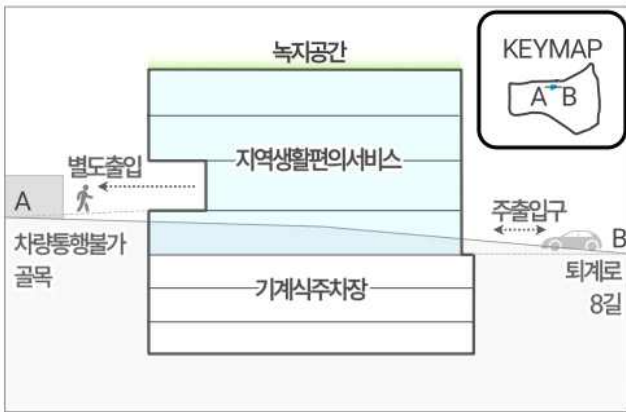 녹지공간
KEYMAP
A B
지역생활편의서비스
별도출입
A
차량통행불가
골목
주출입구
B
퇴계로
8길
기계식주차장